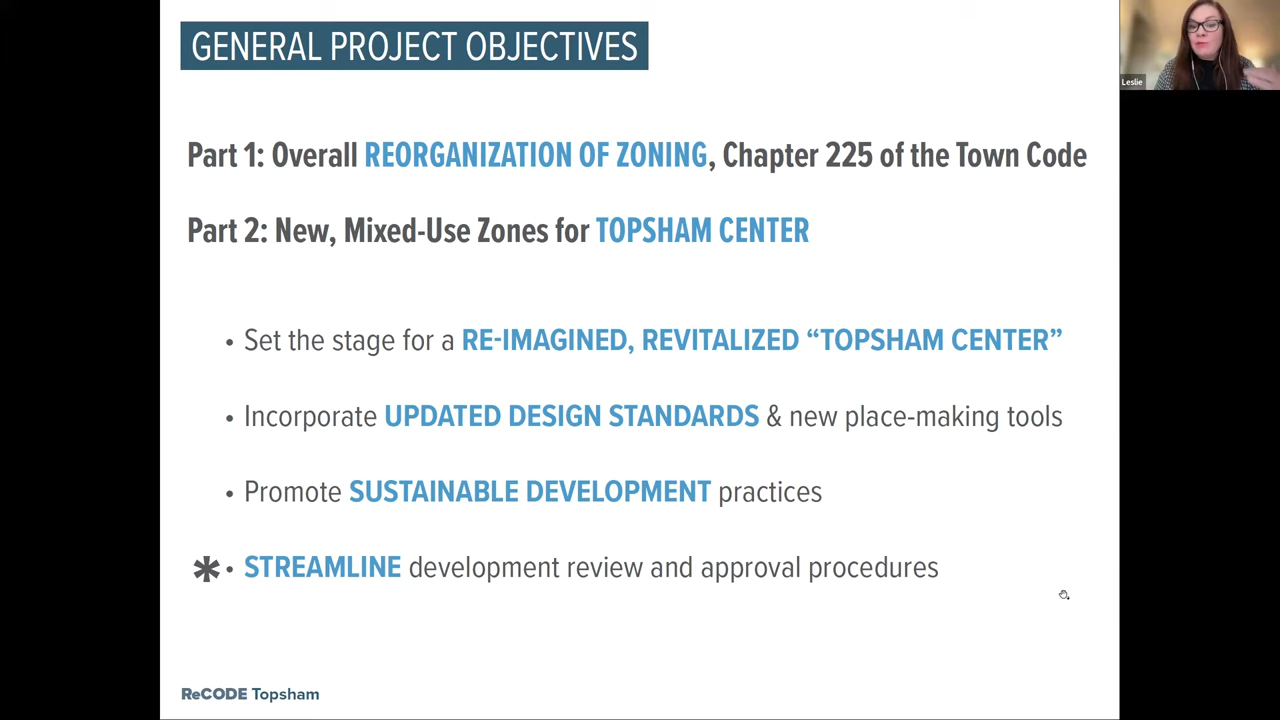 GENERAL PROJECT OBJECTIVES
Leslie
Part 1: Overall REORGANIZATION OF ZONING, Chapter 225 of the Town Code
Part 2: New, Mixed-Use Zones for TOPSHAM CENTER
• Set the stage for a RE-IMAGINED, REVITALIZED “TOPSHAM CENTER”
• Incorporate UPDATED DESIGN STANDARDS & new place-making tools
• Promote SUSTAINABLE DEVELOPMENT practices
* • STREAMLINE development review and approval procedures
ReCODE Topsham